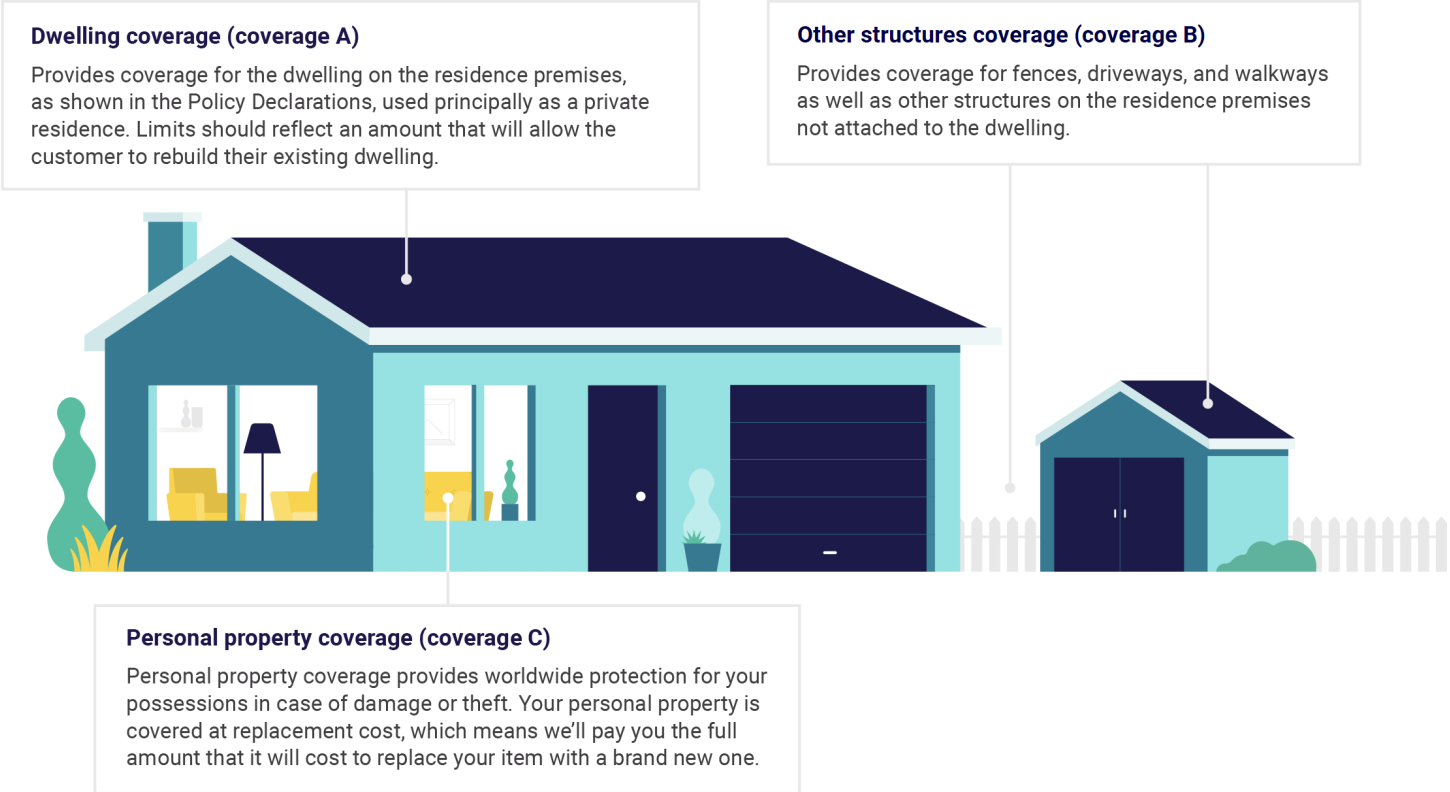 Dwelling coverage (coverage A)
Provides coverage for the dwelling on the residence premises,
as shown in the Policy Declarations, used principally as a private
residence. Limits should reflect an amount that will allow the
customer to rebuild their existing dwelling.
Other structures coverage (coverage B)
Provides coverage for fences, driveways, and walkways
as well as other structures on the residence premises
not attached to the dwelling.
Personal property coverage (coverage C)
Personal property coverage provides worldwide protection for your
possessions in case of damage or theft. Your personal property is
covered at replacement cost, which means we’ll pay you the full
amount that it will cost to replace your item with a brand new one.